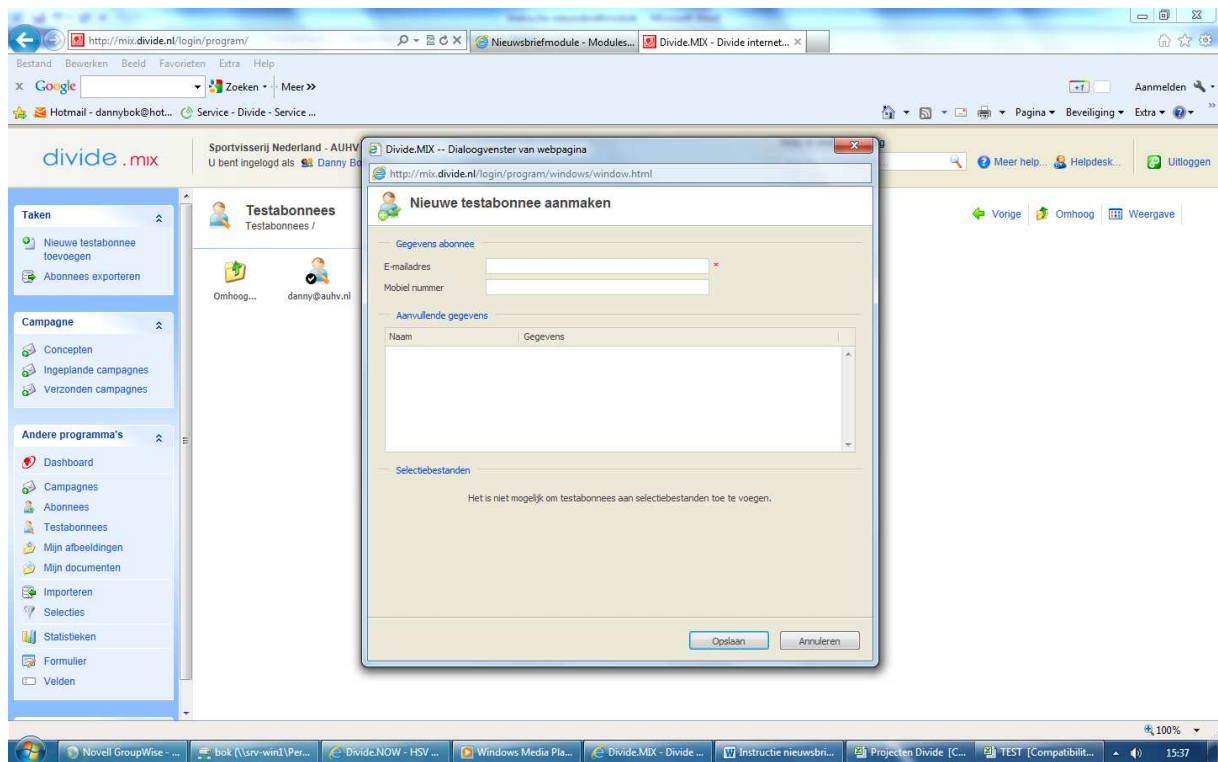 http://mix.divide.nl/login/program/
Nieuwsbriefmodule - Modules...
Divide.MIX - Divide internet...
Bestand Bewerken Beeld Favorieten Extra Help
x Google Zoeken Meer >> +1 Aanmelden
Hotmail - dannybok@hot... Service - Divide - Service ... Pagina Beveiliging Extra
divide.mix
Sportvisserij Nederland - AUHV
U bent ingelogd als Danny Bo
Meer help... Helpdesk... Uitloggen
Taken
Nieuwe testabonnee
toevoegen
Abonnees exporteren
Campagne
Concepten
Ingeplande campagnes
Verzonden campagnes
Andere programma's
Dashboard
Campagnes
Abonnees
Testabonnees
Mijn afbeeldingen
Mijn documenten
Importeren
Selecties
Statistieken
Formulier
Velden
Testabonnees
Testabonnees /
Vorige Omhoog Weergave
Omhoog... danny@auhv.nl
Divide.MIX -- Dialoogvenster van webpagina
http://mix.divide.nl/login/program/windows/window.html
Nieuwe testabonnee aanmaken
Gegevens abonnee
E-mailadres *
Mobiel nummer
Aanvullende gegevens
Naam Gegevens
Selectiebestanden
Het is niet mogelijk om testabonnees aan selectiebestanden toe te voegen.
Opslaan Annuleren
100%
Novell GroupWise - ... bok (\\srv-win1\Per... Divide.NOW - HSV ... Windows Media Pla... Divide.MIX - Divide ... Instructie nieuwsbri... Projecten Divide [C... TEST [Compatibilit... 15:37